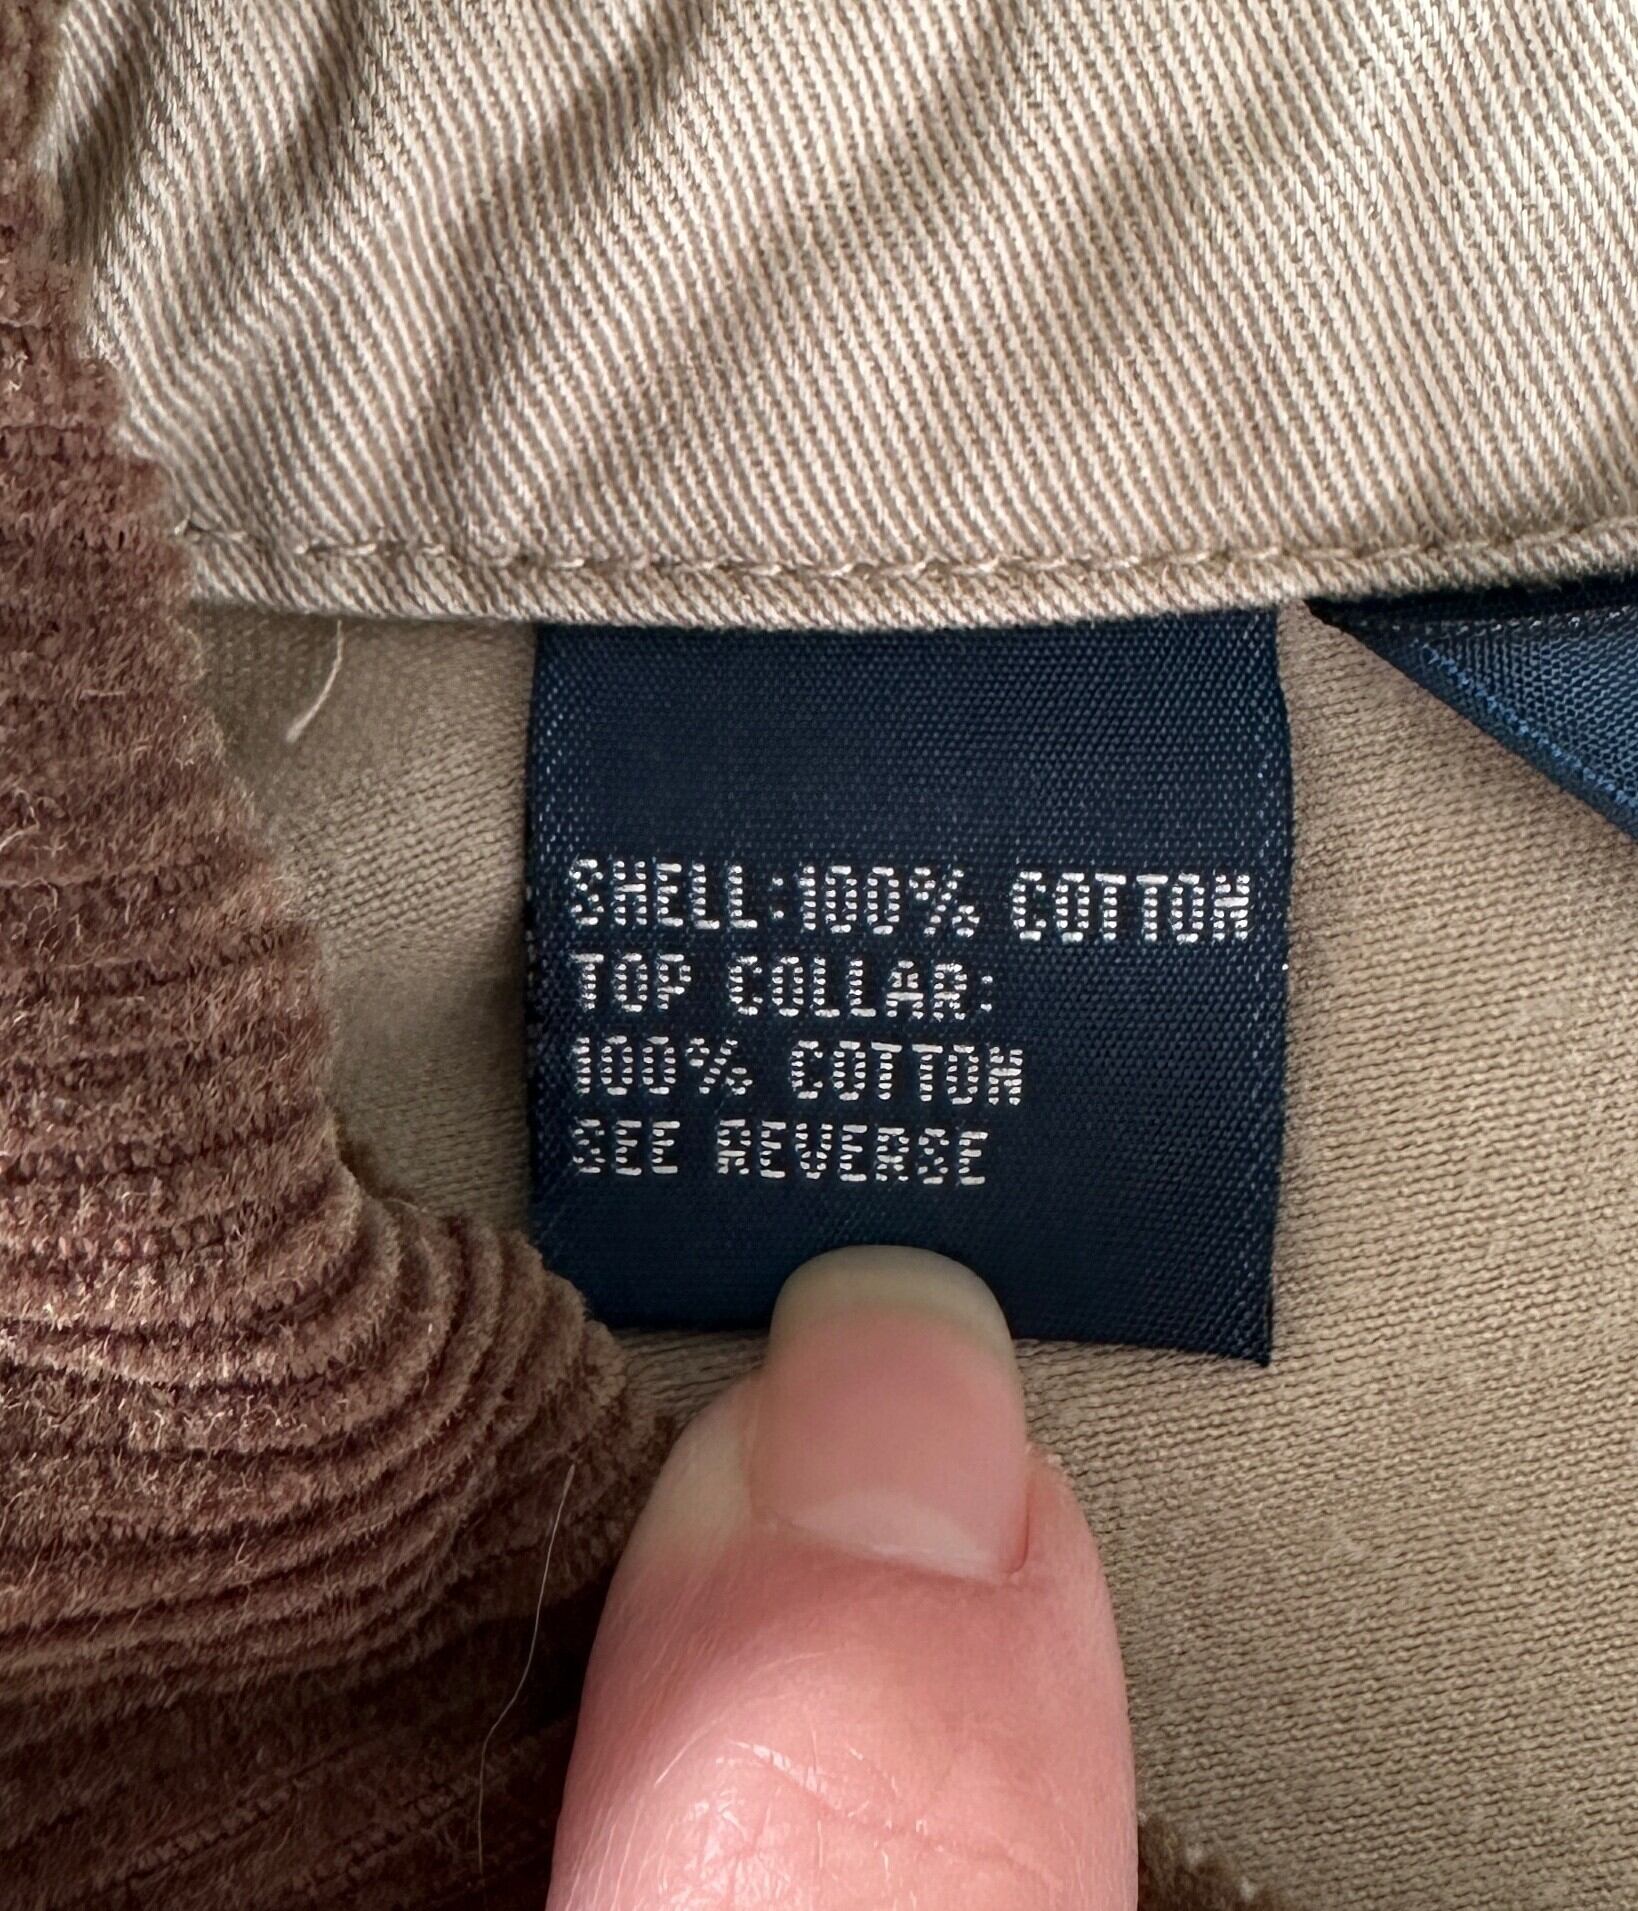 SHELL:100% COTTON
TOP COLLAR:
100% COTTON
SEE REVERSE